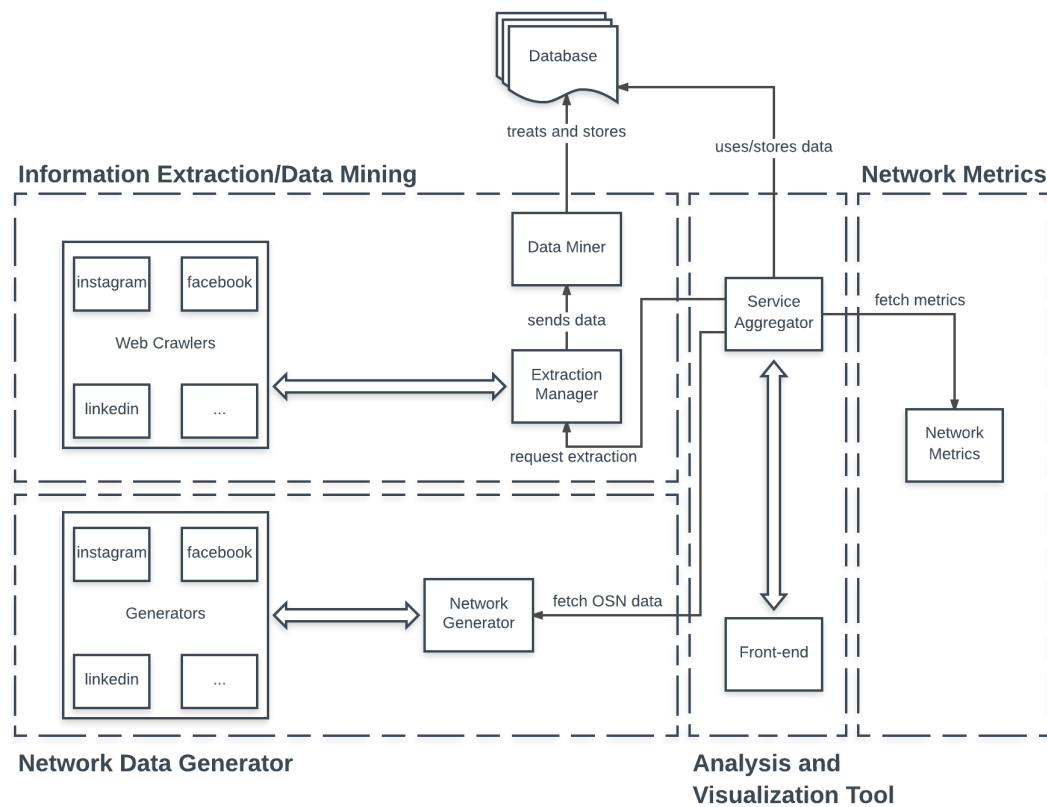 Database
treats and stores
uses/stores data
Information Extraction/Data Mining
Network Metrics
Data Miner
instagram
facebook
Web Crawlers
linkedin
...
sends data
Extraction
Manager
request extraction
Service
Aggregator
fetch metrics
Network
Metrics
instagram
facebook
Generators
linkedin
...
Network
Generator
fetch OSN data
Front-end
Network Data Generator
Analysis and
Visualization Tool